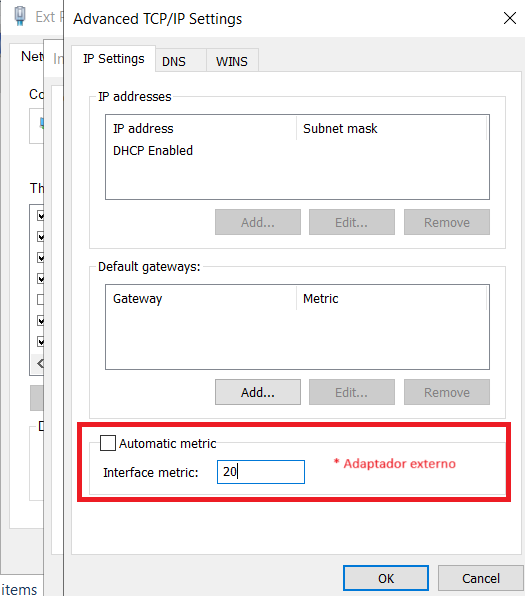 Ext P
Advanced TCP/IP Settings
Netw
In
IP Settings
DNS
WINS
Co
IP addresses
IP address
Subnet mask
DHCP Enabled
Th
Add...
Edit...
Remove
Default gateways:
Gateway
Metric
Add...
Edit...
Remove
D
Automatic metric
Interface metric:
20
* Adaptador externo
OK
Cancel
items